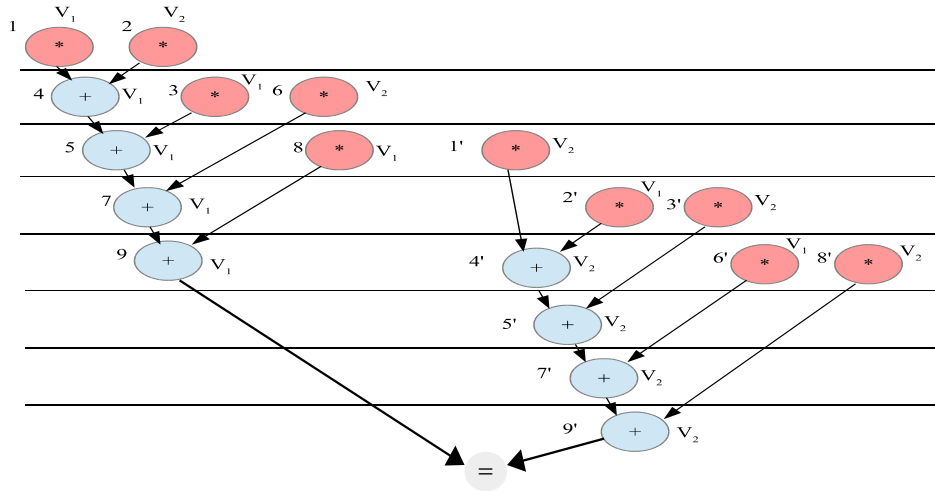 1 V₁ 2 V₂
* *
4 + V₁ 3 * V₁ 6 * V₂
5 + V₁ 8 * V₁ 1' * V₂
7 + V₁ 2' * V₁ 3' * V₂
9 + V₁ 4' + V₂ 6' * V₁ 8' * V₂
5' + V₂
7' + V₂
9' + V₂
=